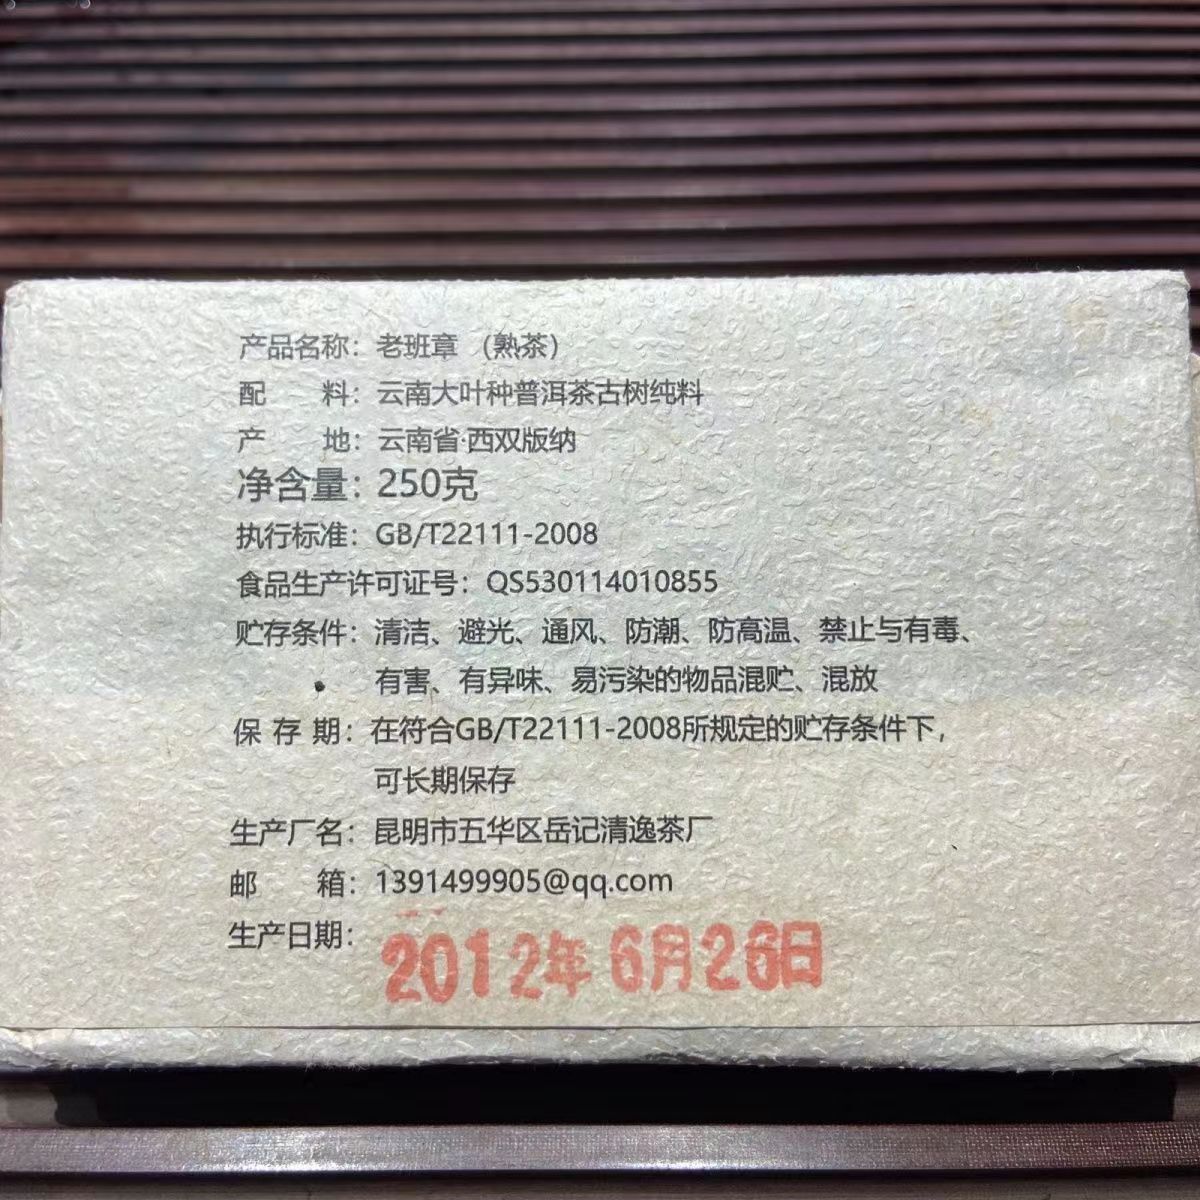 产品名称：老班章 （熟茶）
配 料：云南大叶种普洱茶古树纯料
产 地：云南省·西双版纳
净含量：250克
执行标准：GB/T22111-2008
食品生产许可证号：QS530114010855
贮存条件：清洁、避光、通风、防潮、防高温、禁止与有毒、
有害、有异味、易污染的物品混贮、混放
保 存 期：在符合GB/T22111-2008所规定的贮存条件下，
可长期保存
生产厂名：昆明市五华区岳记清逸茶厂
邮 箱：1391499905@qq.com
生产日期：2012年 6月26日